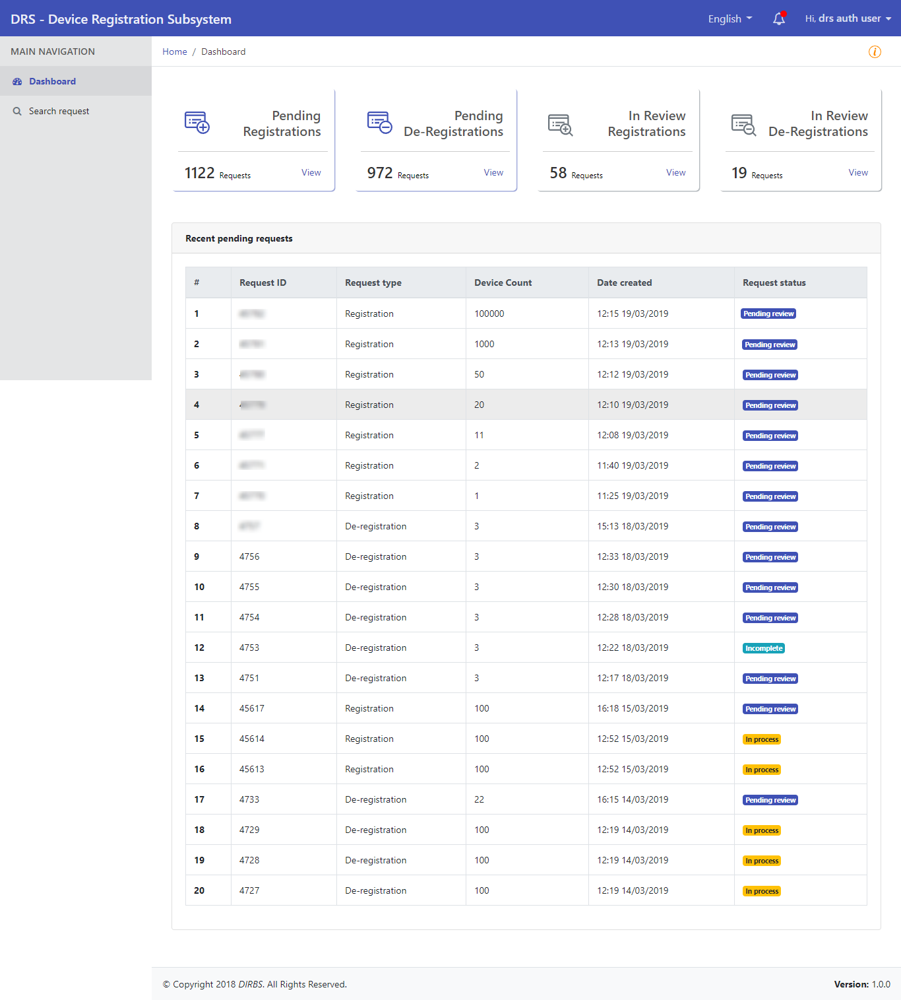 DRS - Device Registration Subsystem
English
Hi, drs auth user
MAIN NAVIGATION
Dashboard
Search request
Home / Dashboard
Pending
Registrations
1122 Requests View
Pending
De-Registrations
972 Requests View
In Review
Registrations
58 Requests View
In Review
De-Registrations
19 Requests View
Recent pending requests
# Request ID Request type Device Count Date created Request status
1 Registration 100000 12:15 19/03/2019 Pending review
2 Registration 1000 12:13 19/03/2019 Pending review
3 Registration 50 12:12 19/03/2019 Pending review
4 Registration 20 12:10 19/03/2019 Pending review
5 Registration 11 12:08 19/03/2019 Pending review
6 Registration 2 11:40 19/03/2019 Pending review
7 Registration 1 11:25 19/03/2019 Pending review
8 De-registration 3 15:13 18/03/2019 Pending review
9 4756 De-registration 3 12:33 18/03/2019 Pending review
10 4755 De-registration 3 12:30 18/03/2019 Pending review
11 4754 De-registration 3 12:28 18/03/2019 Pending review
12 4753 De-registration 3 12:22 18/03/2019 Incomplete
13 4751 De-registration 3 12:17 18/03/2019 Pending review
14 45617 Registration 100 16:18 15/03/2019 Pending review
15 45614 Registration 100 12:52 15/03/2019 In process
16 45613 Registration 100 12:52 15/03/2019 In process
17 4733 De-registration 22 16:15 14/03/2019 Pending review
18 4729 De-registration 100 12:19 14/03/2019 In process
19 4728 De-registration 100 12:19 14/03/2019 In process
20 4727 De-registration 100 12:19 14/03/2019 In process
© Copyright 2018 DIRBS. All Rights Reserved.
Version: 1.0.0